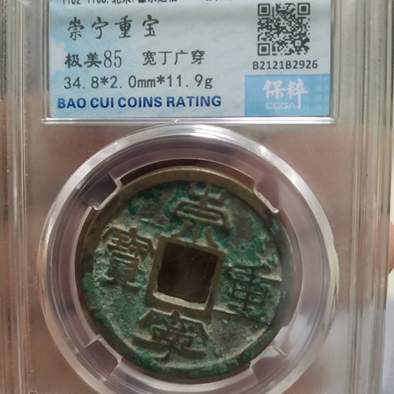 崇宁重宝
极美85 宽丁广穿
34.8*2.0mm*11.9g
BAO CUI COINS RATING
B2121B2926
保粹
CCGA
崇
寧
重
寶